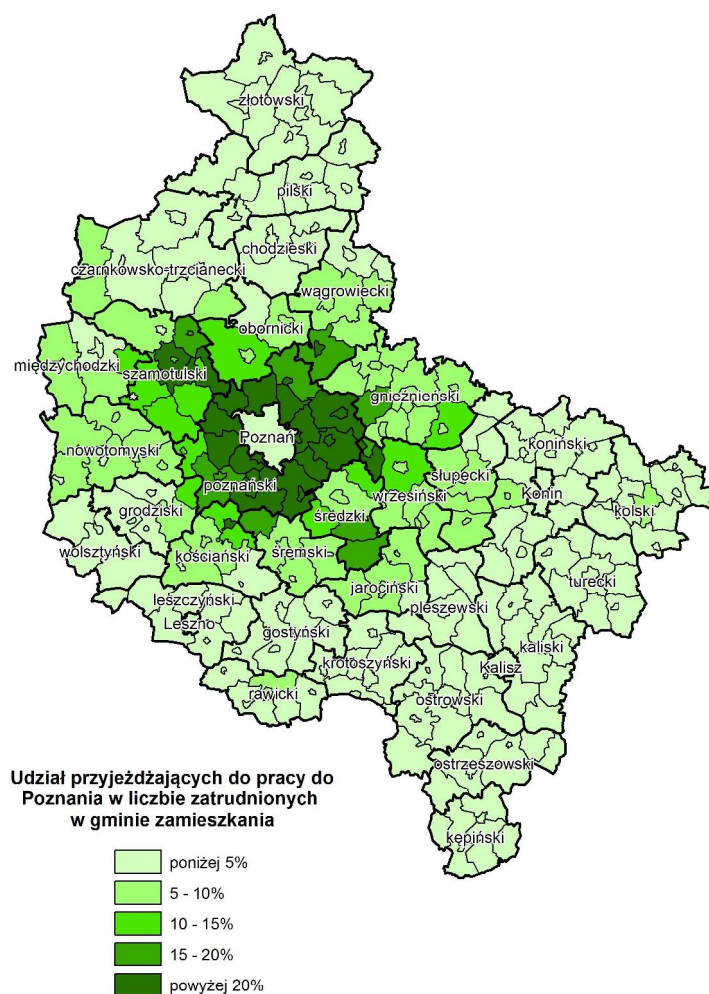 złotowski
pilski
chodzieski
czarnkowsko-trzcianecki
wągrowiecki
obornicki
międzychodzki
szamotulski
gnieźnieński
Poznań
koniński
nowotomyski
słupecki
poznański
Konin
wrzesiński
kolski
grodziski
średzki
wolsztyński
kościański
śremski
turecki
jarociński
leszczyński
pleszewski
Leszno
gostyński
kaliski
krotoszyński
Kalisz
rawicki
ostrowski
ostrzeszowski
kępiński
Udział przyjeżdżających do pracy do
Poznania w liczbie zatrudnionych
w gminie zamieszkania
poniżej 5%
5 - 10%
10 - 15%
15 - 20%
powyżej 20%